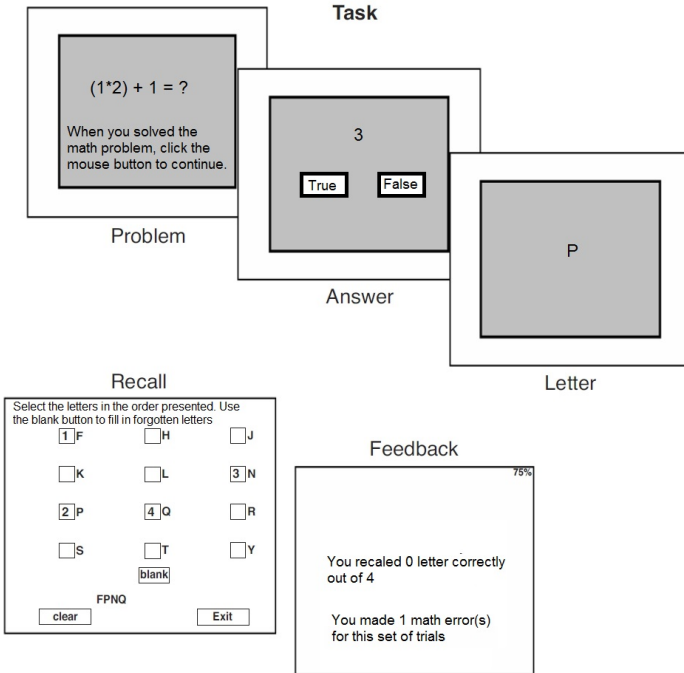 Task
(1*2) + 1 = ?
When you solved the
math problem, click the
mouse button to continue.
Problem
3
True False
Answer
P
Letter
Recall
Select the letters in the order presented. Use
the blank button to fill in forgotten letters
1 F H J
K L 3 N
2 P 4 Q R
S T Y
blank
FPNQ
clear Exit
Feedback
75%
You recaled 0 letter correctly
out of 4
You made 1 math error(s)
for this set of trials